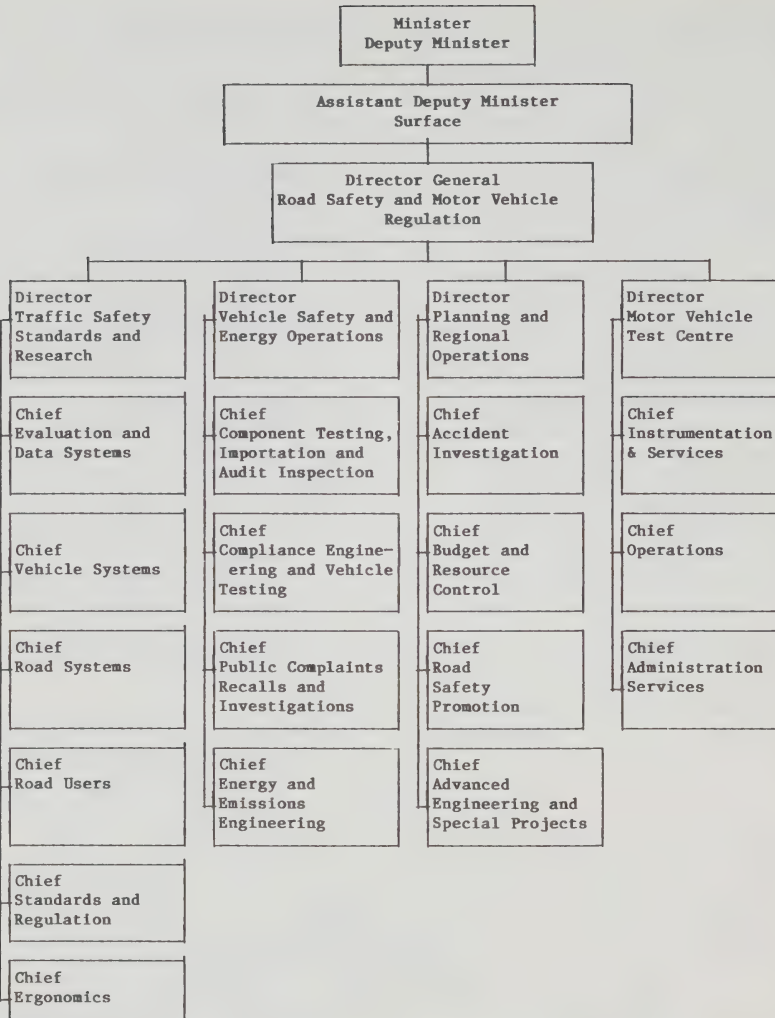 Minister
Deputy Minister
Assistant Deputy Minister
Surface
Director General
Road Safety and Motor Vehicle
Regulation
Director
Traffic Safety
Standards and
Research
Chief
Evaluation and
Data Systems
Chief
Vehicle Systems
Chief
Road Systems
Chief
Road Users
Chief
Standards and
Regulation
Chief
Ergonomics
Director
Vehicle Safety and
Energy Operations
Chief
Component Testing,
Importation and
Audit Inspection
Chief
Compliance Engine-
ering and Vehicle
Testing
Chief
Public Complaints
Recalls and
Investigations
Chief
Energy and
Emissions
Engineering
Director
Planning and
Regional
Operations
Chief
Accident
Investigation
Chief
Budget and
Resource
Control
Chief
Road
Safety
Promotion
Chief
Advanced
Engineering and
Special Projects
Director
Motor Vehicle
Test Centre
Chief
Instrumentation
& Services
Chief
Operations
Chief
Administration
Services